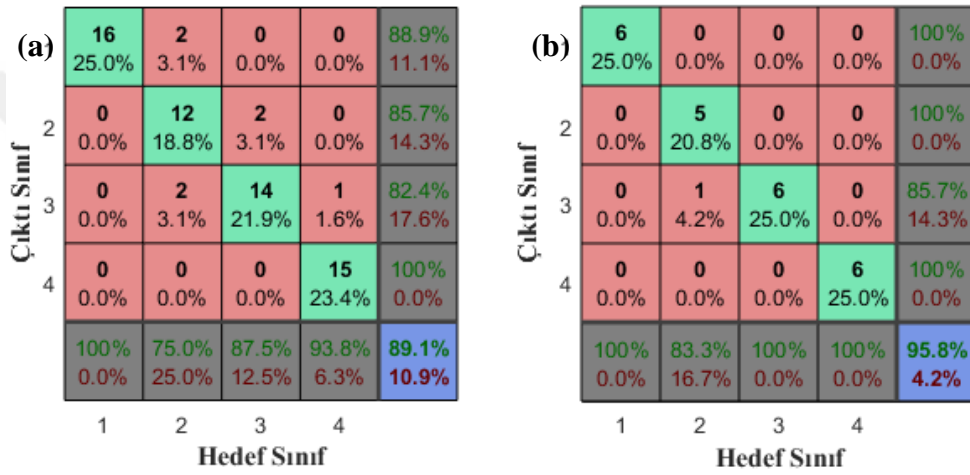 (a)
16 2 0 0 88.9%
25.0% 3.1% 0.0% 0.0% 11.1%
2 0 12 2 0 85.7%
0.0% 18.8% 3.1% 0.0% 14.3%
3 0 2 14 1 82.4%
0.0% 3.1% 21.9% 1.6% 17.6%
4 0 0 0 15 100%
0.0% 0.0% 0.0% 23.4% 0.0%
100% 75.0% 87.5% 93.8% 89.1%
0.0% 25.0% 12.5% 6.3% 10.9%
1 2 3 4
Hedef Sınıf
Çıktı Sınıf
(b)
6 0 0 0 100%
25.0% 0.0% 0.0% 0.0% 0.0%
2 0 5 0 0 100%
0.0% 20.8% 0.0% 0.0% 0.0%
3 0 1 6 0 85.7%
0.0% 4.2% 25.0% 0.0% 14.3%
4 0 0 0 6 100%
0.0% 0.0% 0.0% 25.0% 0.0%
100% 83.3% 100% 100% 95.8%
0.0% 16.7% 0.0% 0.0% 4.2%
1 2 3 4
Hedef Sınıf
Çıktı Sınıf